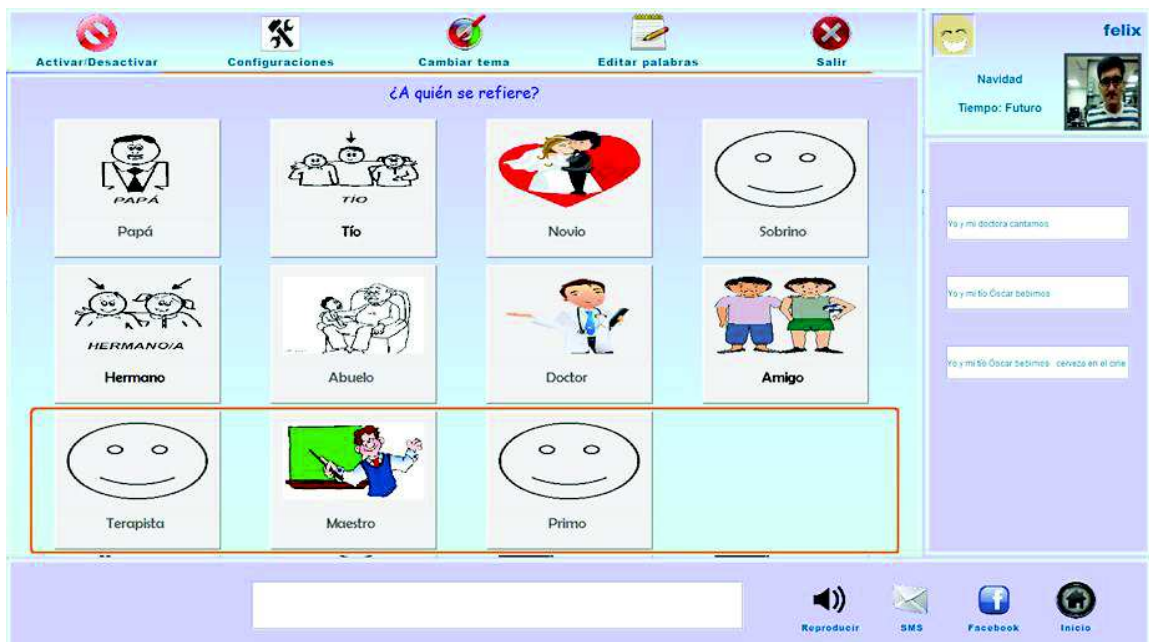 Activar/Desactivar
Configuraciones
Cambiar tema
Editar palabras
Salir
felix
Navidad
Tiempo: Futuro
¿A quién se refiere?
PAPÁ
Papá
TÍO
Tío
Novio
Sobrino
HERMANO/A
Hermano
Abuelo
Doctor
Amigo
Terapista
Maestro
Primo
Yo y mi doctora cantamos
Yo y mi tío Óscar bebimos
Yo y mi tío Óscar bebimos cerveza en el cine
Reproducir
SMS
Facebook
Inicio